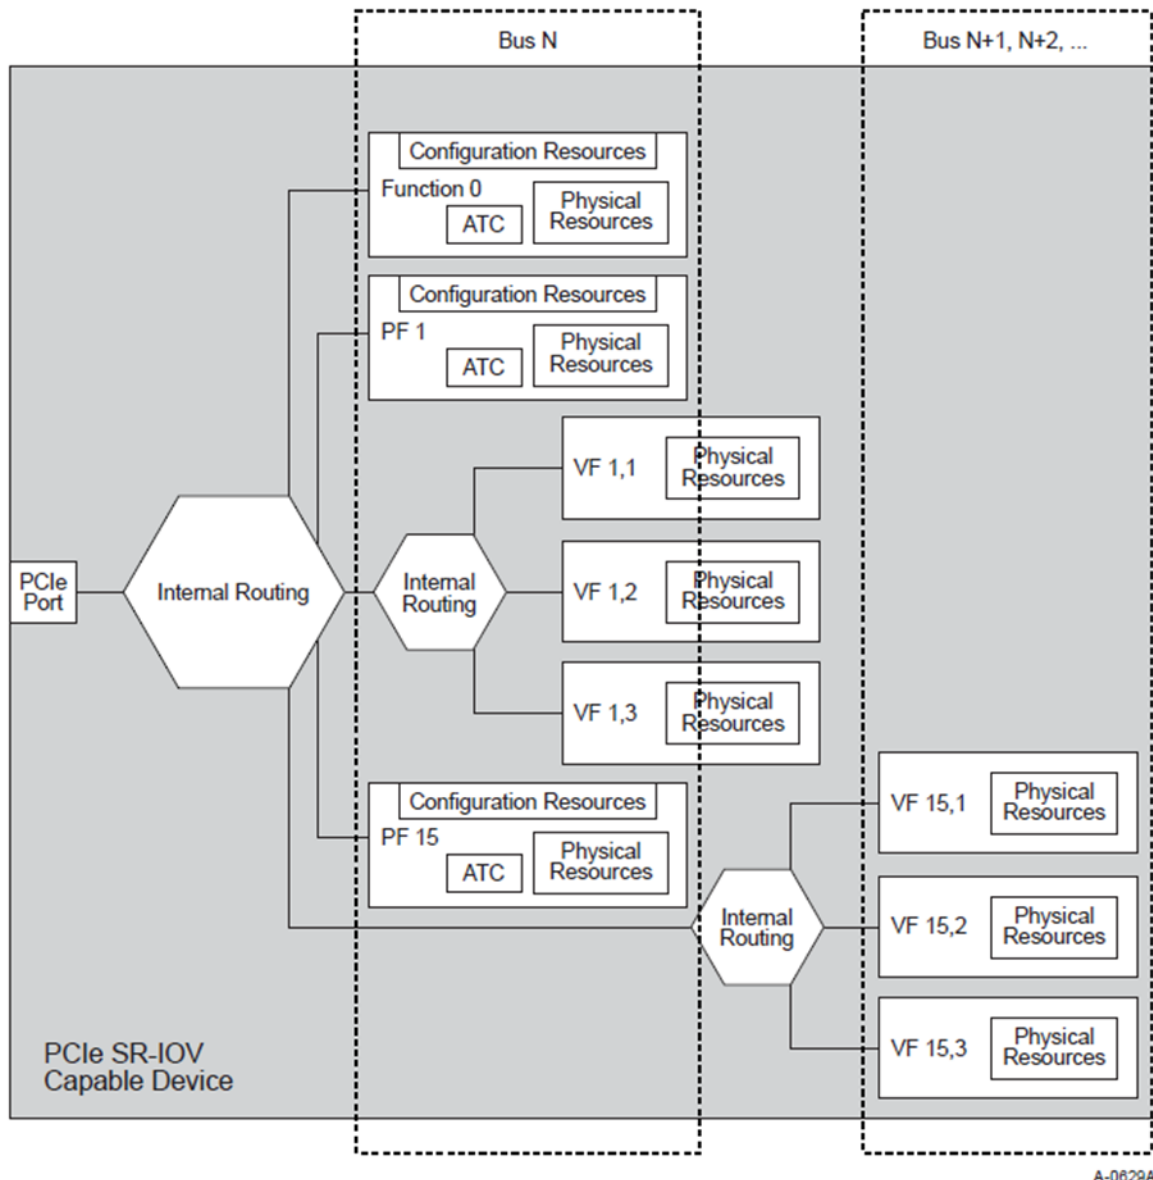 Bus N
Bus N+1, N+2, ...
Configuration Resources
Function 0
ATC
Physical
Resources
Configuration Resources
PF 1
ATC
Physical
Resources
VF 1,1
Physical
Resources
PCIe
Port
Internal Routing
Internal
Routing
VF 1,2
Physical
Resources
VF 1,3
Physical
Resources
Configuration Resources
PF 15
ATC
Physical
Resources
VF 15,1
Physical
Resources
Internal
Routing
VF 15,2
Physical
Resources
VF 15,3
Physical
Resources
PCIe SR-IOV
Capable Device
A-0629A